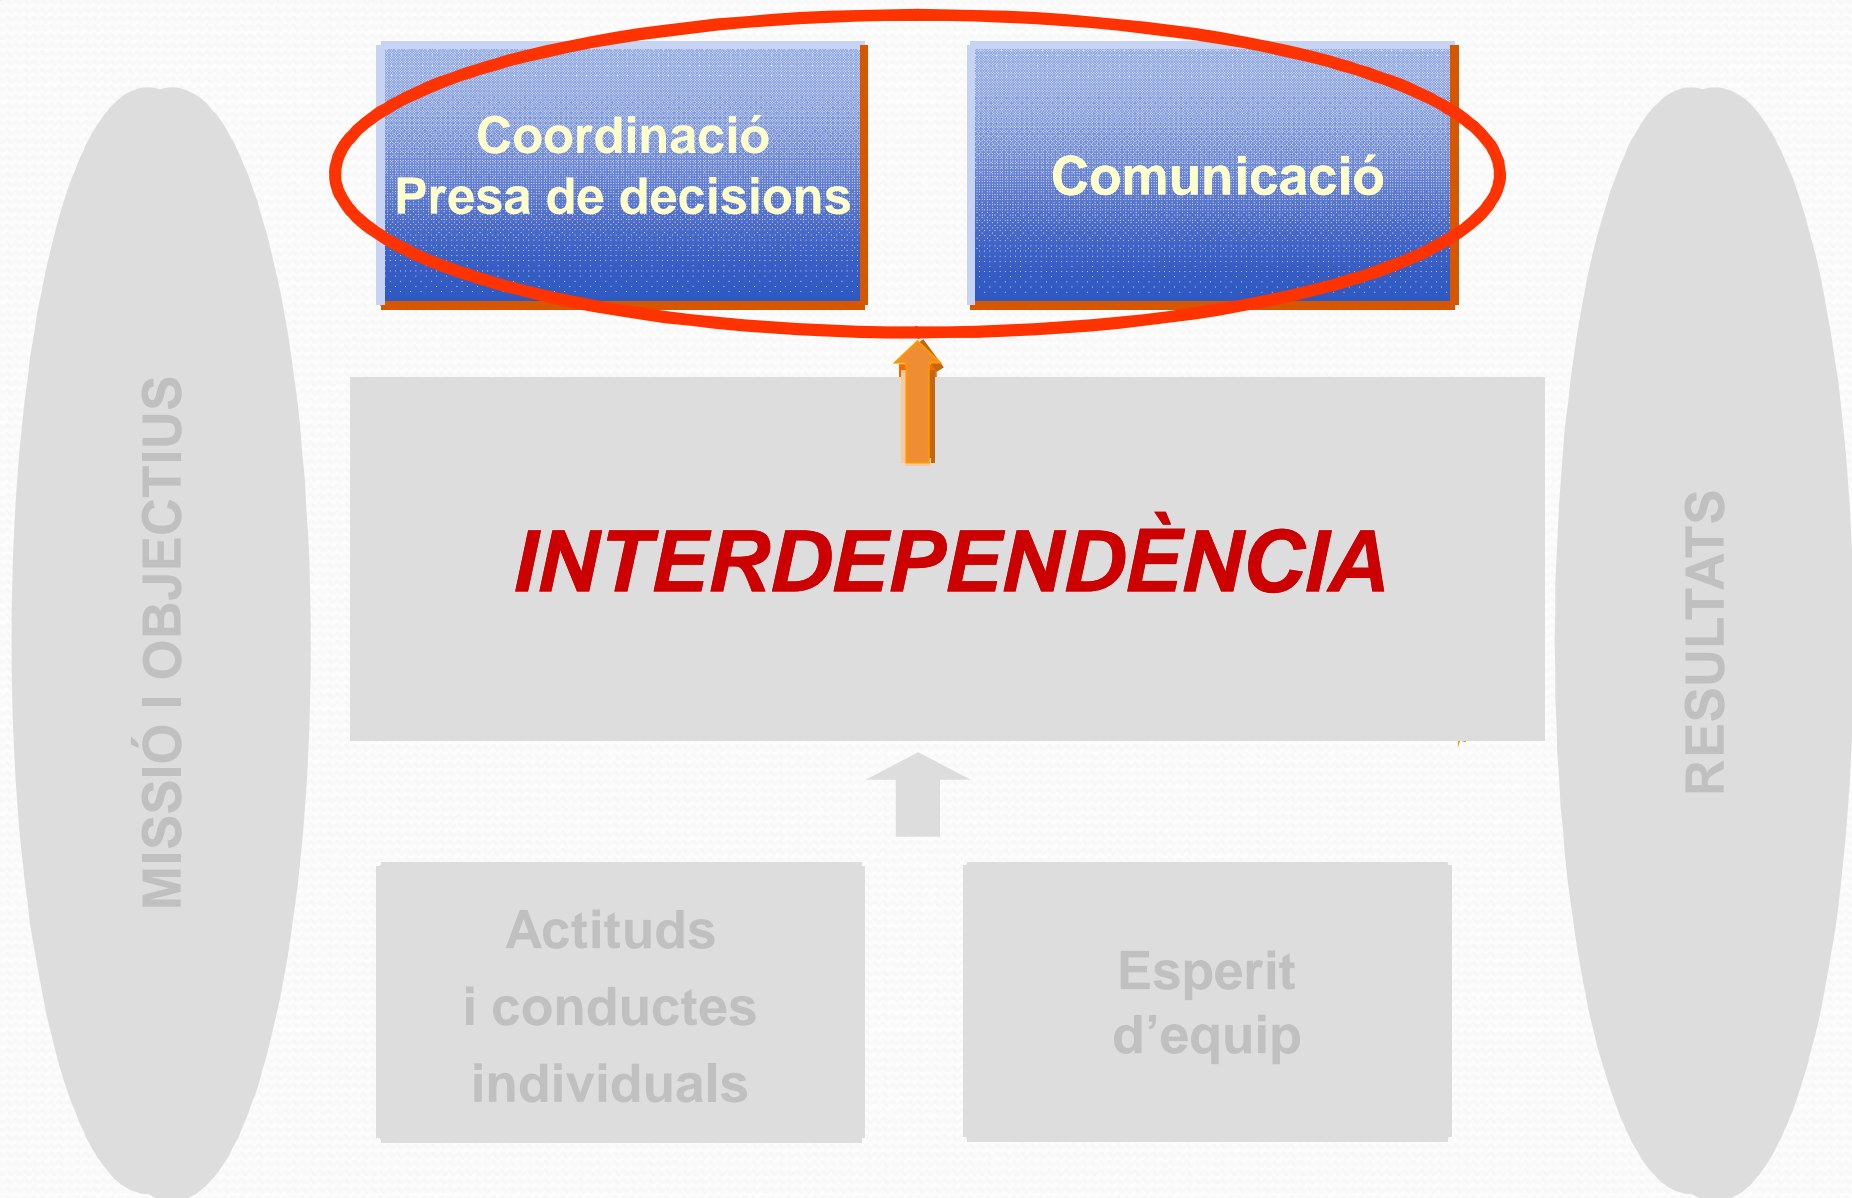 Coordinació
Presa de decisions
Comunicació
MISSIÓ I OBJECTIUS
INTERDEPENDÈNCIA
RESULTATS
Actituds
i conductes
individuals
Esperit
d’equip